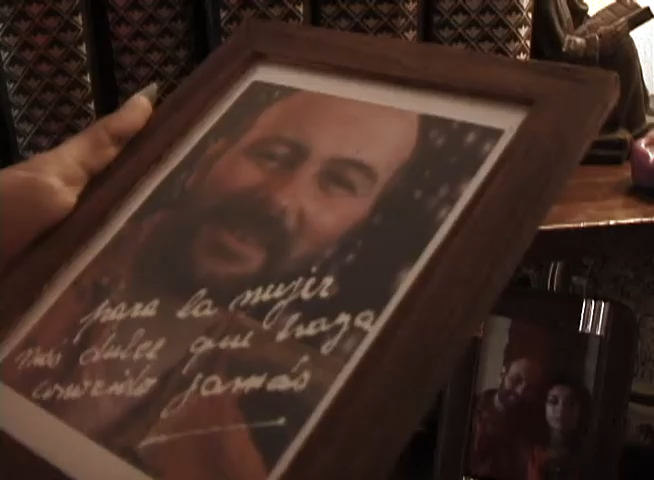 para la mujer
más dulce que haya
conocido jamás